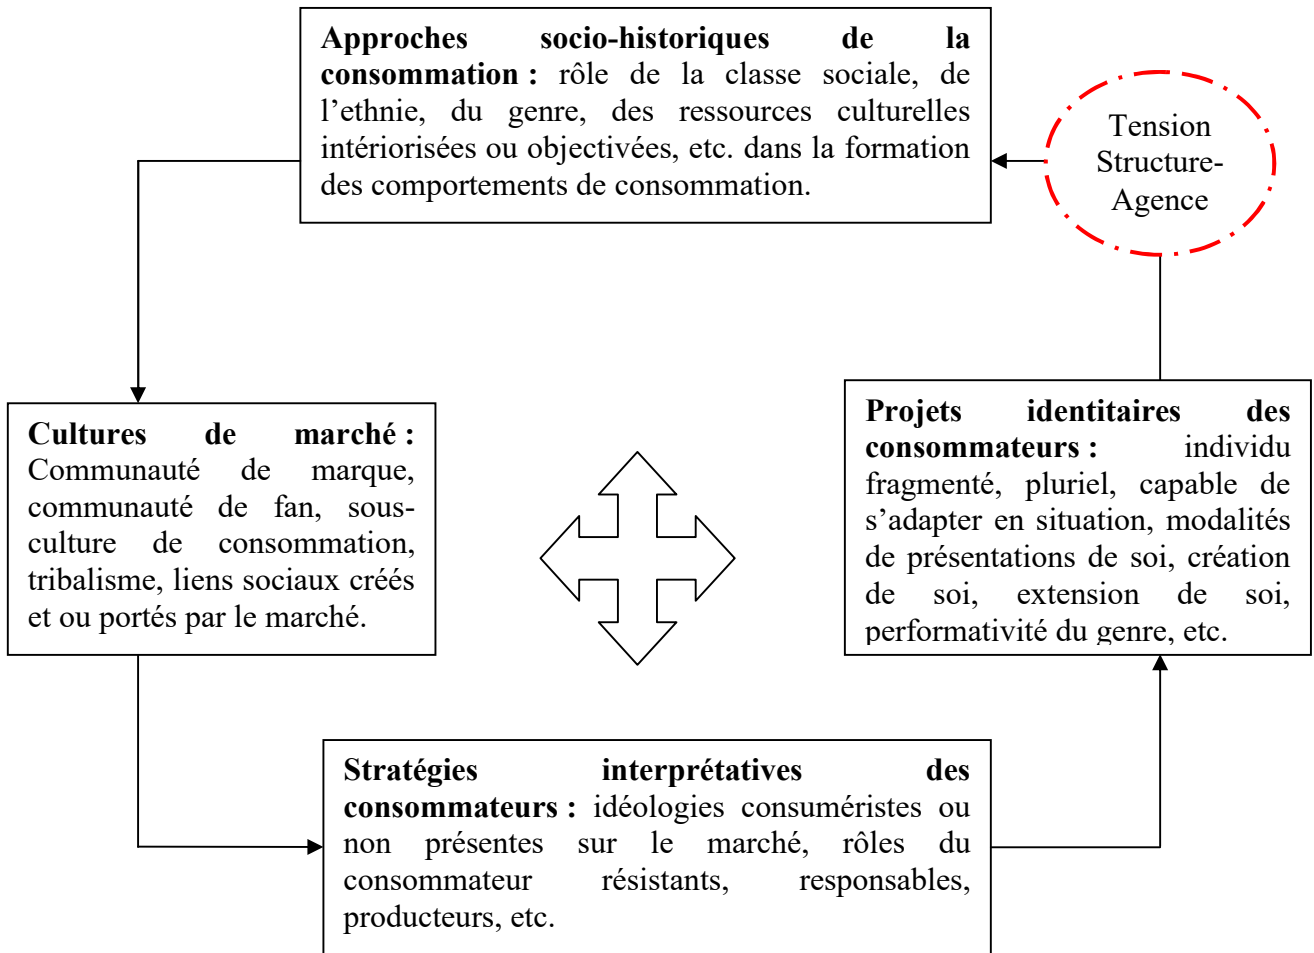 Approches socio-historiques de la
consommation : rôle de la classe sociale, de
l’ethnie, du genre, des ressources culturelles
intériorisées ou objectivées, etc. dans la formation
des comportements de consommation.
Tension
Structure-
Agence
Cultures de marché :
Communauté de marque,
communauté de fan, sous-
culture de consommation,
tribalisme, liens sociaux créés
et ou portés par le marché.
Projets identitaires des
consommateurs : individu
fragmenté, pluriel, capable de
s’adapter en situation, modalités
de présentations de soi, création
de soi, extension de soi,
performativité du genre, etc.
Stratégies interprétatives des
consommateurs : idéologies consuméristes ou
non présentes sur le marché, rôles du
consommateur résistants, responsables,
producteurs, etc.